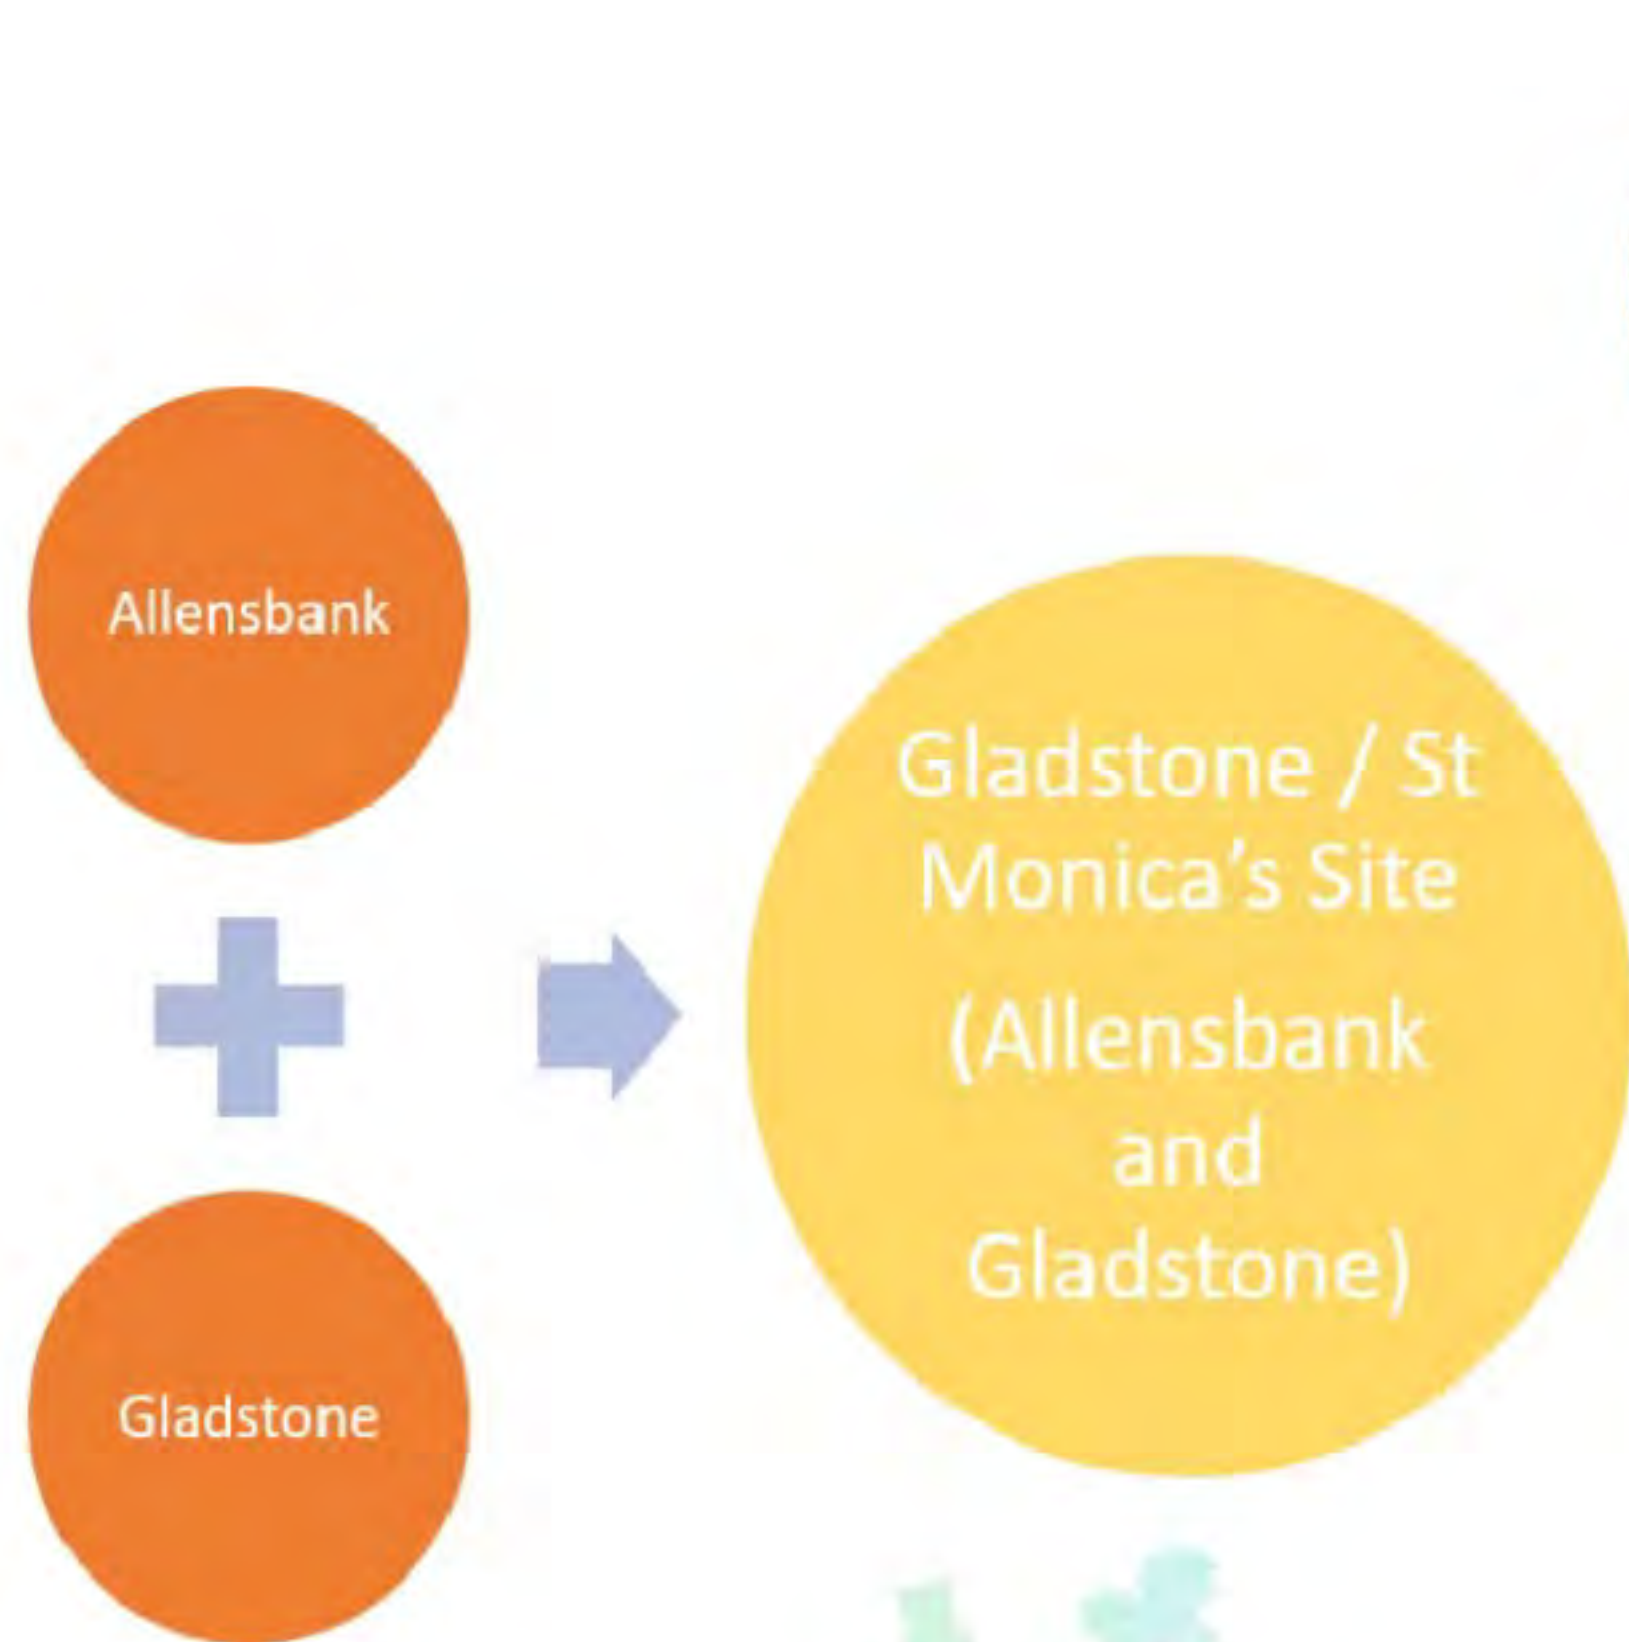 Allensbank
Gladstone
Gladstone / St
Monica’s Site
(Allensbank
and
Gladstone)